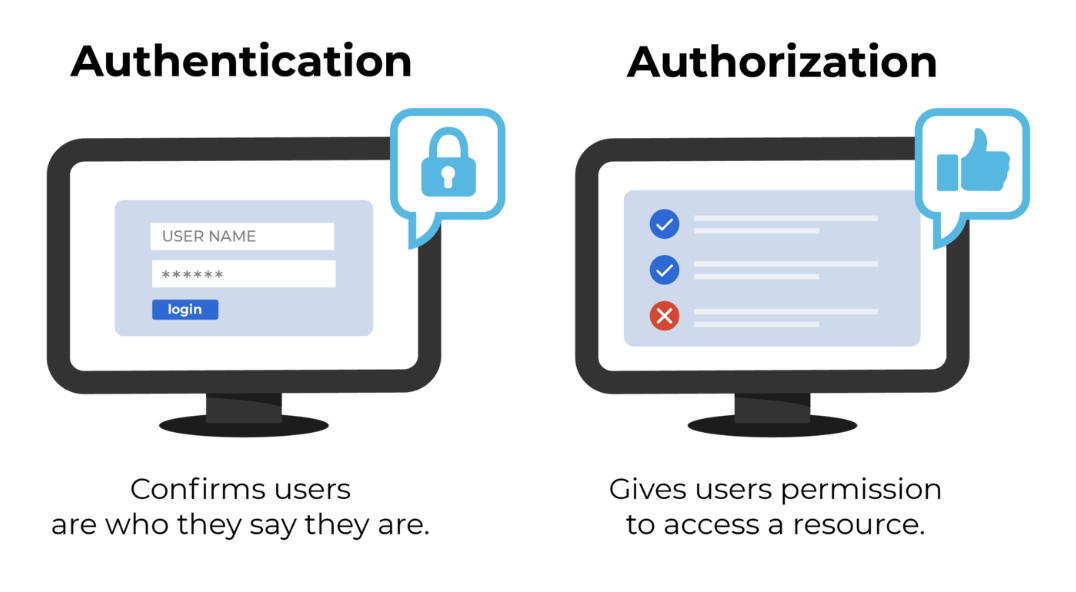 Authentication
Authorization
USER NAME
******
login
Confirms users
are who they say they are.
Gives users permission
to access a resource.